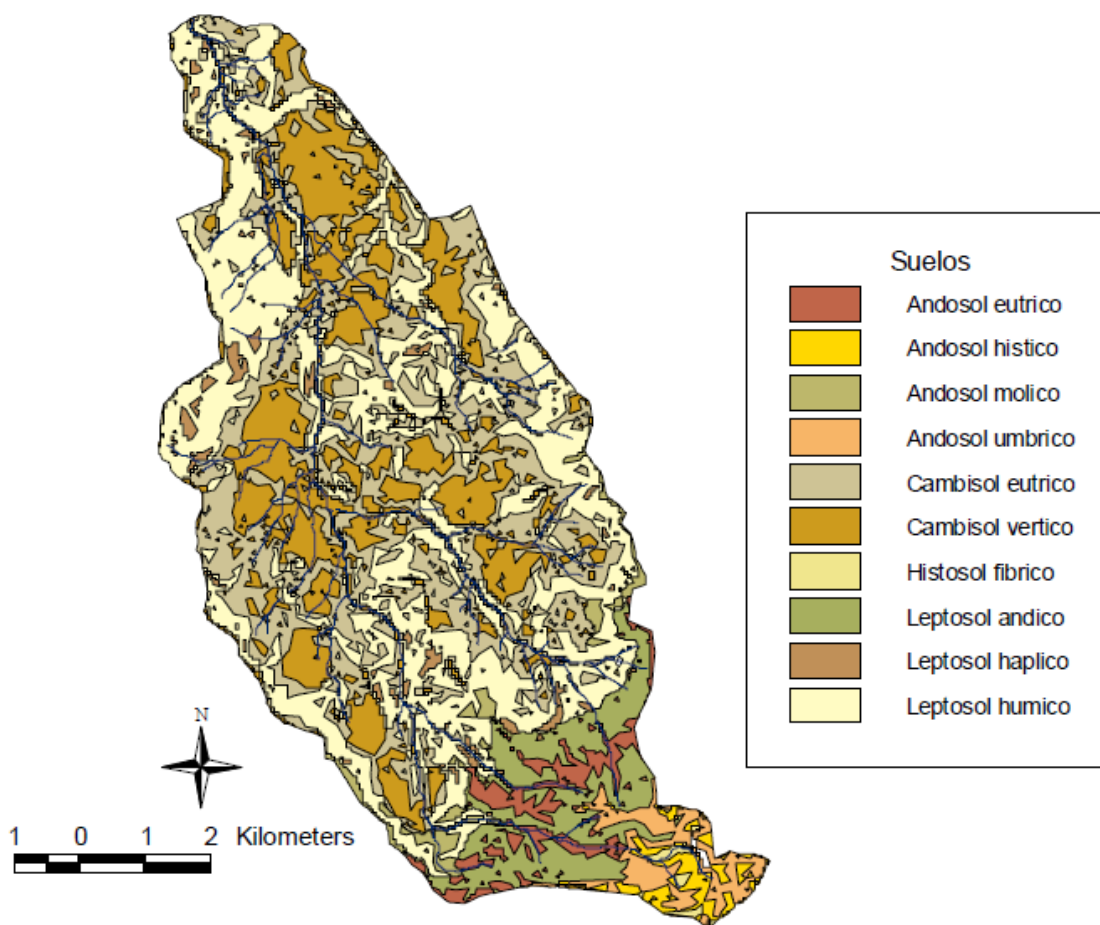 Suelos
Andosol eutrico
Andosol histico
Andosol molico
Andosol umbrico
Cambisol eutrico
Cambisol vertico
Histosol fibrico
Leptosol andico
Leptosol haplico
Leptosol humico
N
1 0 1 2 Kilometers